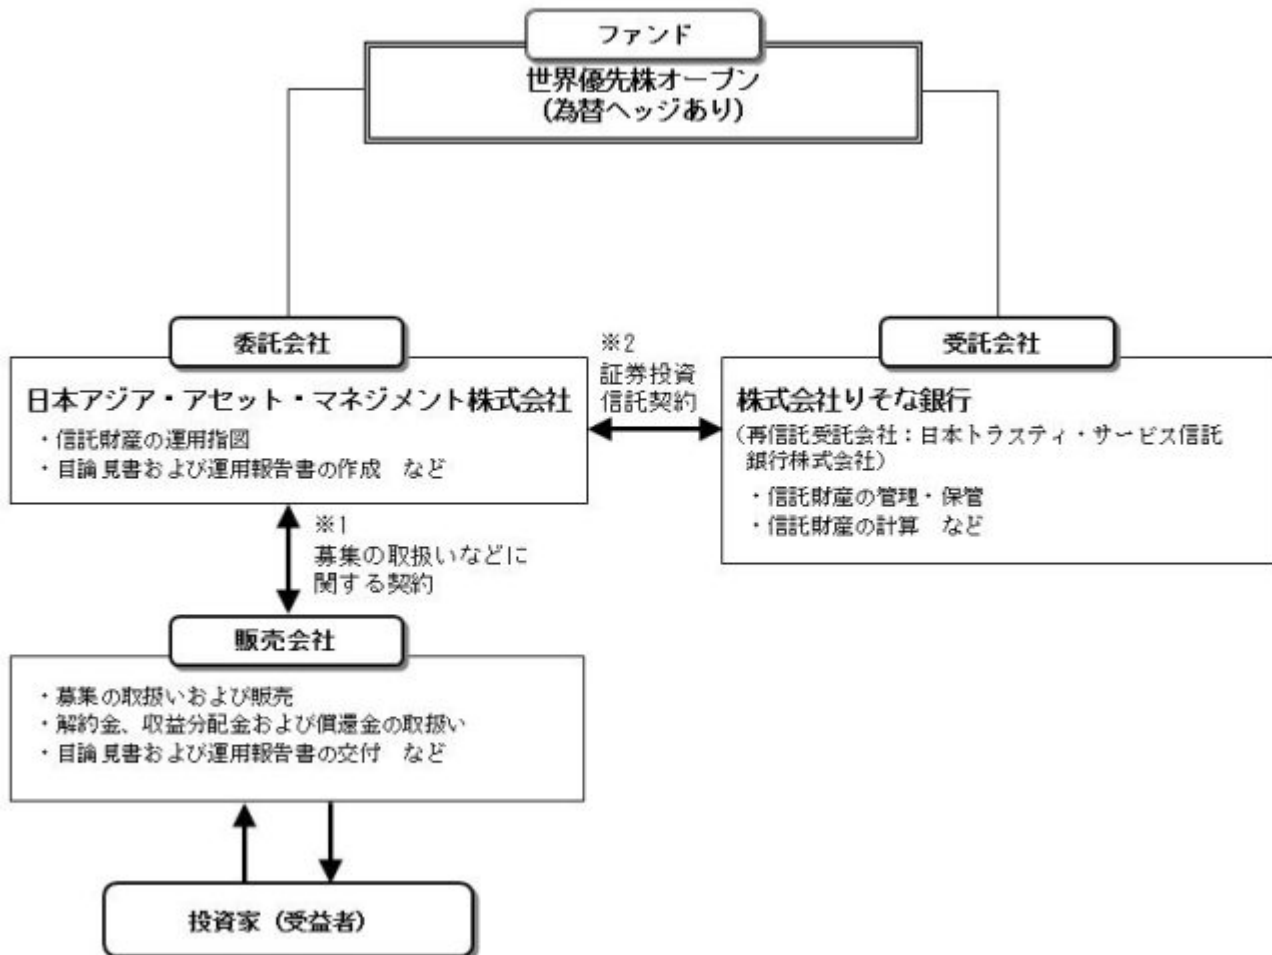 ファンド
世界優先株オープン
（為替ヘッジあり）
委託会社
日本アジア・アセット・マネジメント株式会社
・信託財産の運用指図
・目論見書および運用報告書の作成　など
※2
証券投資
信託契約
受託会社
株式会社りそな銀行
（再信託受託会社：日本トラスティ・サービス信託
銀行株式会社）
・信託財産の管理・保管
・信託財産の計算　など
※1
募集の取扱いなどに
関する契約
販売会社
・募集の取扱いおよび販売
・解約金、収益分配金および償還金の取扱い
・目論見書および運用報告書の交付　など
投資家（受益者）